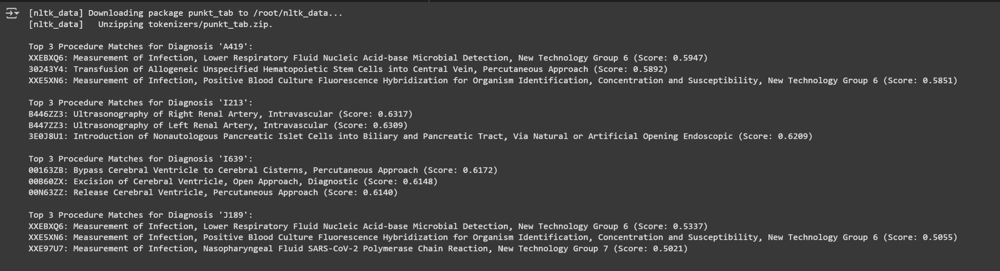 [nltk_data] Downloading package punkt_tab to /root/nltk_data...
[nltk_data]   Unzipping tokenizers/punkt_tab.zip.
Top 3 Procedure Matches for Diagnosis 'A419':
XXEBXQ6: Measurement of Infection, Lower Respiratory Fluid Nucleic Acid-base Microbial Detection, New Technology Group 6 (Score: 0.5947)
30243Y4: Transfusion of Allogeneic Unspecified Hematopoietic Stem Cells into Central Vein, Percutaneous Approach (Score: 0.5892)
XXE5XN6: Measurement of Infection, Positive Blood Culture Fluorescence Hybridization for Organism Identification, Concentration and Susceptibility, New Technology Group 6 (Score: 0.5851)
Top 3 Procedure Matches for Diagnosis 'I213':
B446ZZ3: Ultrasonography of Right Renal Artery, Intravascular (Score: 0.6317)
B447ZZ3: Ultrasonography of Left Renal Artery, Intravascular (Score: 0.6309)
3E0J8U1: Introduction of Nonautologous Pancreatic Islet Cells into Biliary and Pancreatic Tract, Via Natural or Artificial Opening Endoscopic (Score: 0.6209)
Top 3 Procedure Matches for Diagnosis 'I639':
00163ZB: Bypass Cerebral Ventricle to Cerebral Cisterns, Percutaneous Approach (Score: 0.6172)
00B60ZX: Excision of Cerebral Ventricle, Open Approach, Diagnostic (Score: 0.6148)
00N63ZZ: Release Cerebral Ventricle, Percutaneous Approach (Score: 0.6140)
Top 3 Procedure Matches for Diagnosis 'J189':
XXEBXQ6: Measurement of Infection, Lower Respiratory Fluid Nucleic Acid-base Microbial Detection, New Technology Group 6 (Score: 0.5337)
XXE5XN6: Measurement of Infection, Positive Blood Culture Fluorescence Hybridization for Organism Identification, Concentration and Susceptibility, New Technology Group 6 (Score: 0.5055)
XXE97U7: Measurement of Infection, Nasopharyngeal Fluid SARS-CoV-2 Polymerase Chain Reaction, New Technology Group 7 (Score: 0.5021)